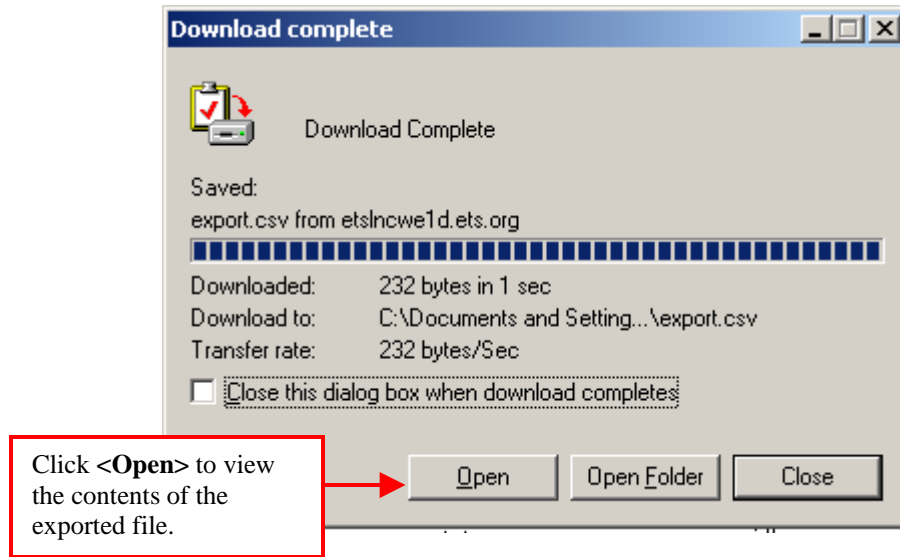 Download complete
Download Complete
Saved:
export.csv from etslncwe1d.ets.org
Downloaded: 232 bytes in 1 sec
Download to: C:\Documents and Setting...\export.csv
Transfer rate: 232 bytes/Sec
Close this dialog box when download completes
Open Open Folder Close
Click <Open> to view
the contents of the
exported file.